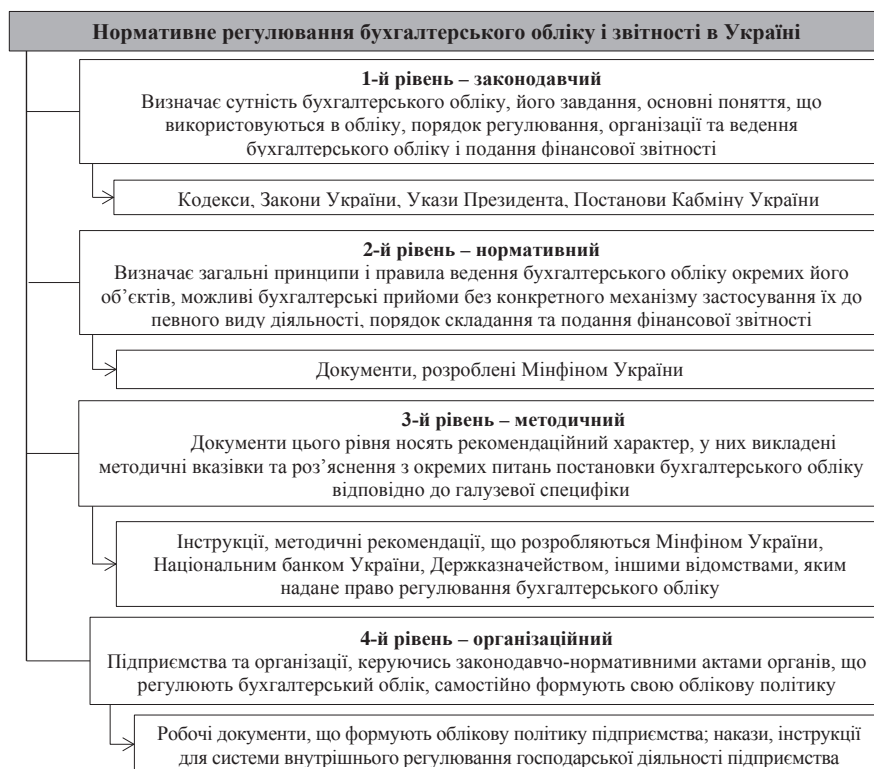 Нормативне регулювання бухгалтерського обліку і звітності в Україні
1-й рівень – законодавчий
Визначає сутність бухгалтерського обліку, його завдання, основні поняття, що
використовуються в обліку, порядок регулювання, організації та ведення
бухгалтерського обліку і подання фінансової звітності
Кодекси, Закони України, Укази Президента, Постанови Кабміну України
2-й рівень – нормативний
Визначає загальні принципи і правила ведення бухгалтерського обліку окремих його
об’єктів, можливі бухгалтерські прийоми без конкретного механізму застосування їх до
певного виду діяльності, порядок складання та подання фінансової звітності
Документи, розроблені Мінфіном України
3-й рівень – методичний
Документи цього рівня носять рекомендаційний характер, у них викладені
методичні вказівки та роз’яснення з окремих питань постановки бухгалтерського обліку
відповідно до галузевої специфіки
Інструкції, методичні рекомендації, що розробляються Мінфіном України,
Національним банком України, Держказначейством, іншими відомствами, яким
надане право регулювання бухгалтерського обліку
4-й рівень – організаційний
Підприємства та організації, керуючись законодавчо-нормативними актами органів, що
регулюють бухгалтерський облік, самостійно формують свою облікову політику
Робочі документи, що формують облікову політику підприємства; накази, інструкції
для системи внутрішнього регулювання господарської діяльності підприємства